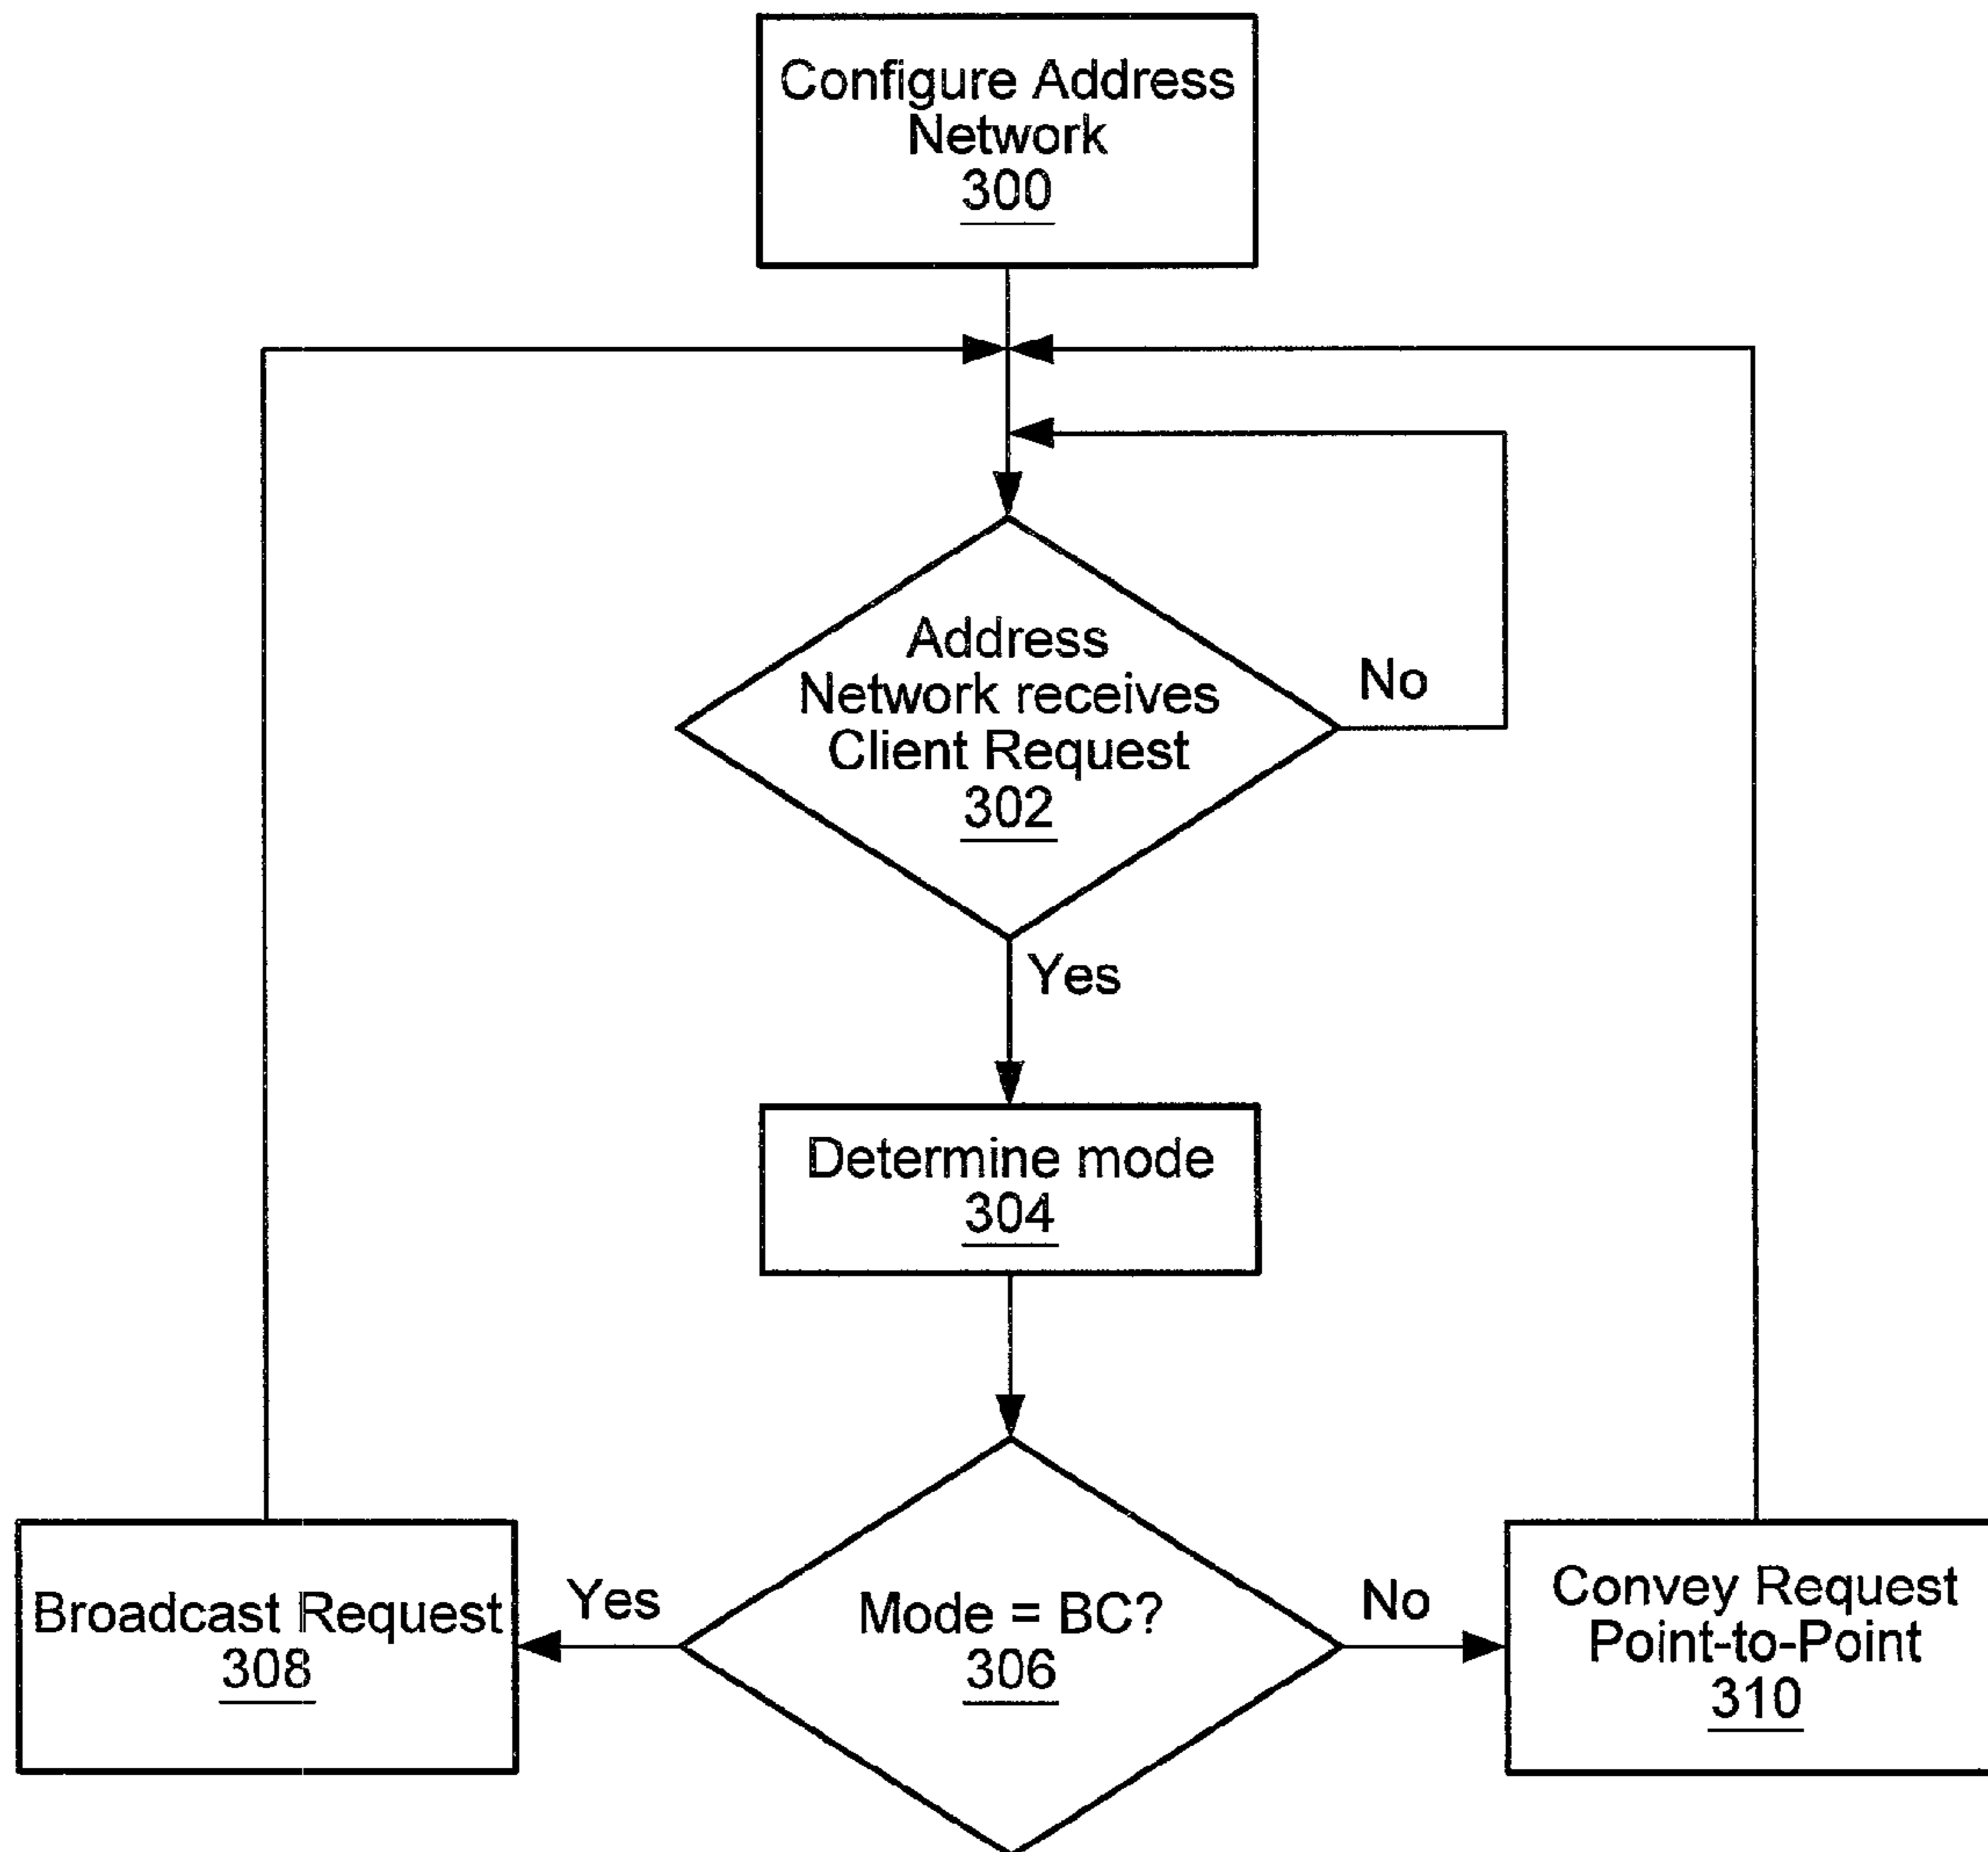 Configure Address
Network
300
Address
Network receives
Client Request
302
No
Yes
Determine mode
304
Broadcast Request
308
Yes
Mode = BC?
306
No
Convey Request
Point-to-Point
310